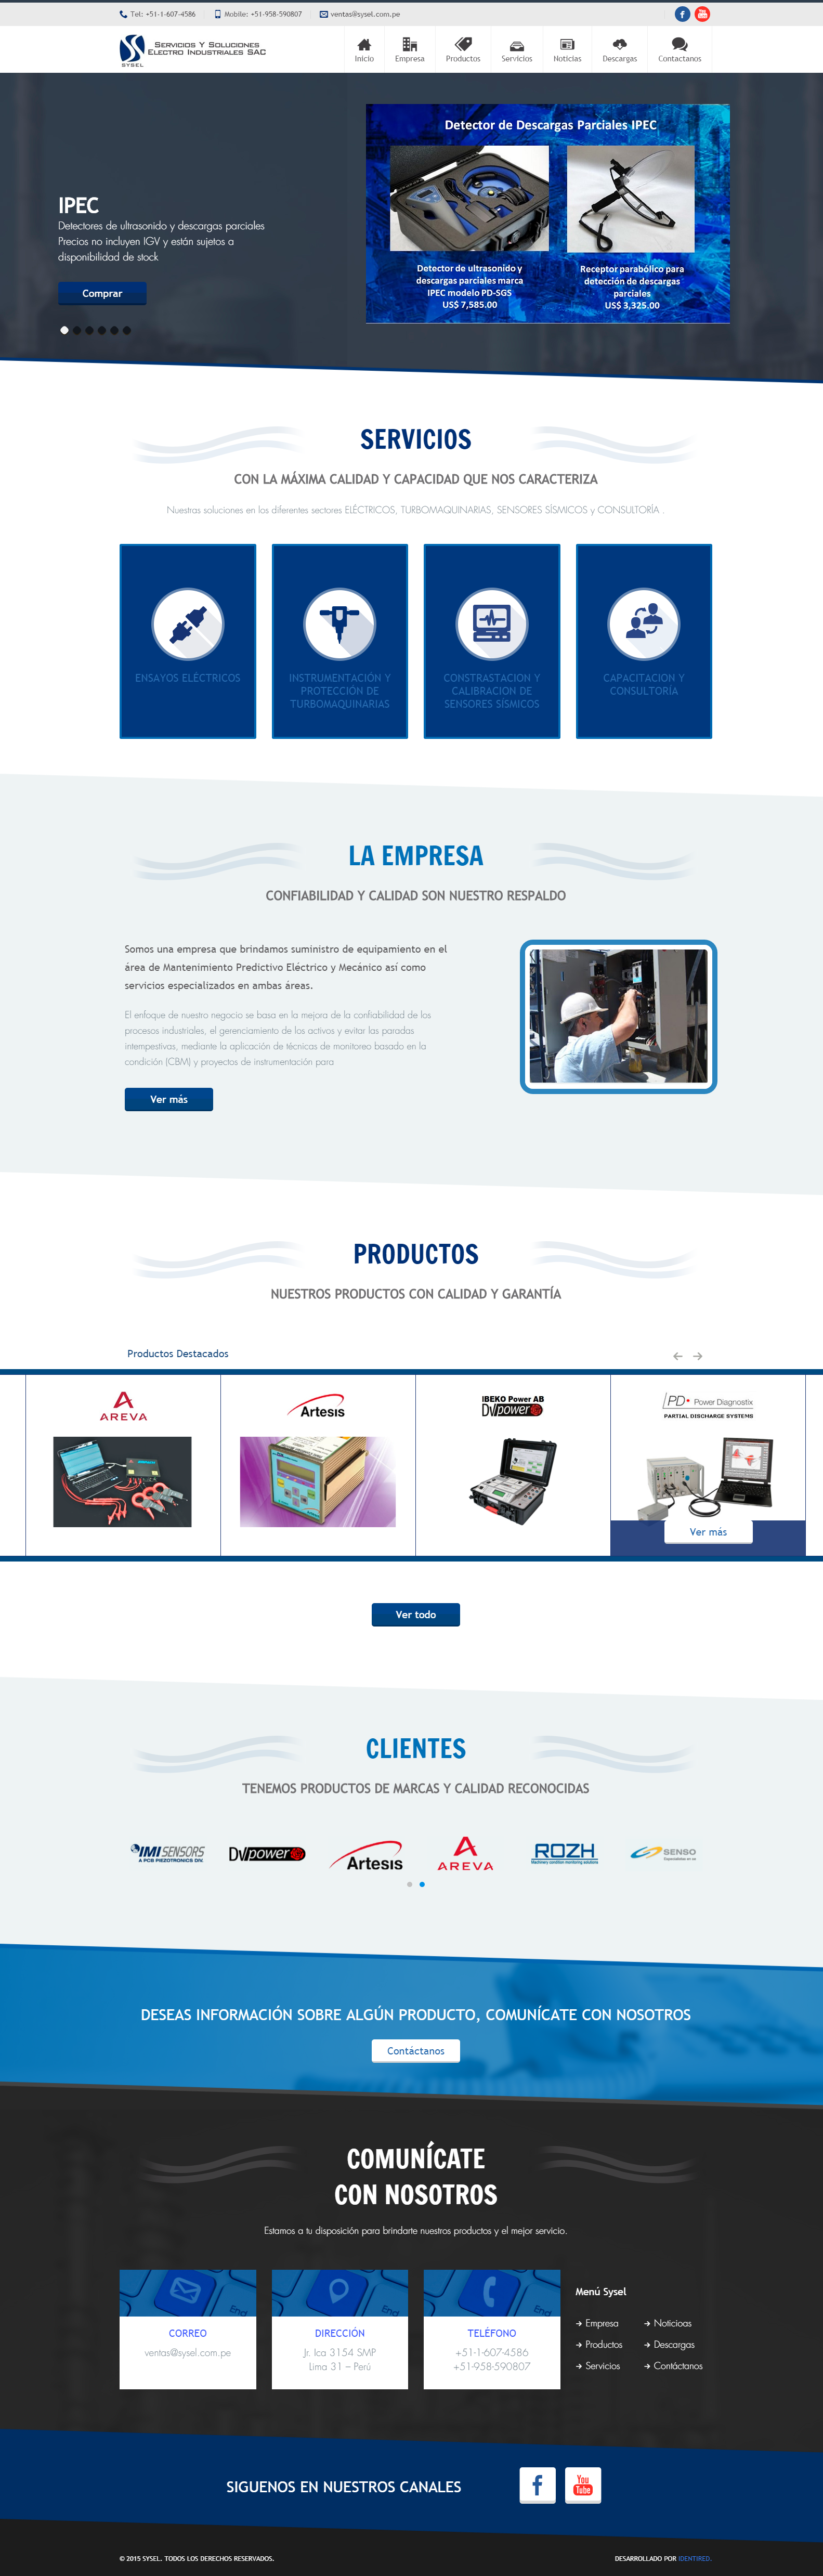 Tel: +51-1-607-4586
Mobile: +51-958-590807
ventas@sysel.com.pe
SYSEL
Servicios Y Soluciones
Electro Industriales SAC
Inicio
Empresa
Productos
Servicios
Noticias
Descargas
Contactanos
IPEC
Detectores de ultrasonido y descargas parciales
Precios no incluyen IGV y están sujetos a
disponibilidad de stock
Comprar
Detector de Descargas Parciales IPEC
Detector de ultrasonido y
descargas parciales marca
IPEC modelo PD-SGS
US$ 7,585.00
Receptor parabólico para
detección de descargas
parciales
US$ 3,325.00
SERVICIOS
CON LA MÁXIMA CALIDAD Y CAPACIDAD QUE NOS CARACTERIZA
Nuestras soluciones en los diferentes sectores ELÉCTRICOS, TURBOMAQUINARIAS, SENSORES SÍSMICOS y CONSULTORÍA .
ENSAYOS ELÉCTRICOS
INSTRUMENTACIÓN Y
PROTECCIÓN DE
TURBOMAQUINARIAS
CONSTRASTACION Y
CALIBRACION DE
SENSORES SÍSMICOS
CAPACITACION Y
CONSULTORÍA
LA EMPRESA
CONFIABILIDAD Y CALIDAD SON NUESTRO RESPALDO
Somos una empresa que brindamos suministro de equipamiento en el
área de Mantenimiento Predictivo Eléctrico y Mecánico así como
servicios especializados en ambas áreas.
El enfoque de nuestro negocio se basa en la mejora de la confiabilidad de los
procesos industriales, el gerenciamiento de los activos y evitar las paradas
intempestivas, mediante la aplicación de técnicas de monitoreo basado en la
condición (CBM) y proyectos de instrumentación para
Ver más
PRODUCTOS
NUESTROS PRODUCTOS CON CALIDAD Y GARANTÍA
Productos Destacados
AREVA
Artesis
IBEKO Power AB
DVpower
PD Power Diagnostix
PARTIAL DISCHARGE SYSTEMS
Ver más
Ver todo
CLIENTES
TENEMOS PRODUCTOS DE MARCAS Y CALIDAD RECONOCIDAS
IMI SENSORS
A PCB PIEZOTRONICS DIV.
DVpower
Artesis
AREVA
ROZH
Machinery condition monitoring solutions
SENSO
DESEAS INFORMACIÓN SOBRE ALGÚN PRODUCTO, COMUNÍCATE CON NOSOTROS
Contáctanos
COMUNÍCATE
CON NOSOTROS
Estamos a tu disposición para brindarte nuestros productos y el mejor servicio.
CORREO
ventas@sysel.com.pe
DIRECCIÓN
Jr. Ica 3154 SMP
Lima 31 – Perú
TELÉFONO
+51-1-607-4586
+51-958-590807
Menú Sysel
Empresa
Noticioas
Productos
Descargas
Servicios
Contáctanos
SIGUENOS EN NUESTROS CANALES
You
Tube
© 2015 SYSEL. TODOS LOS DERECHOS RESERVADOS.
DESARROLLADO POR IDENTIRED.